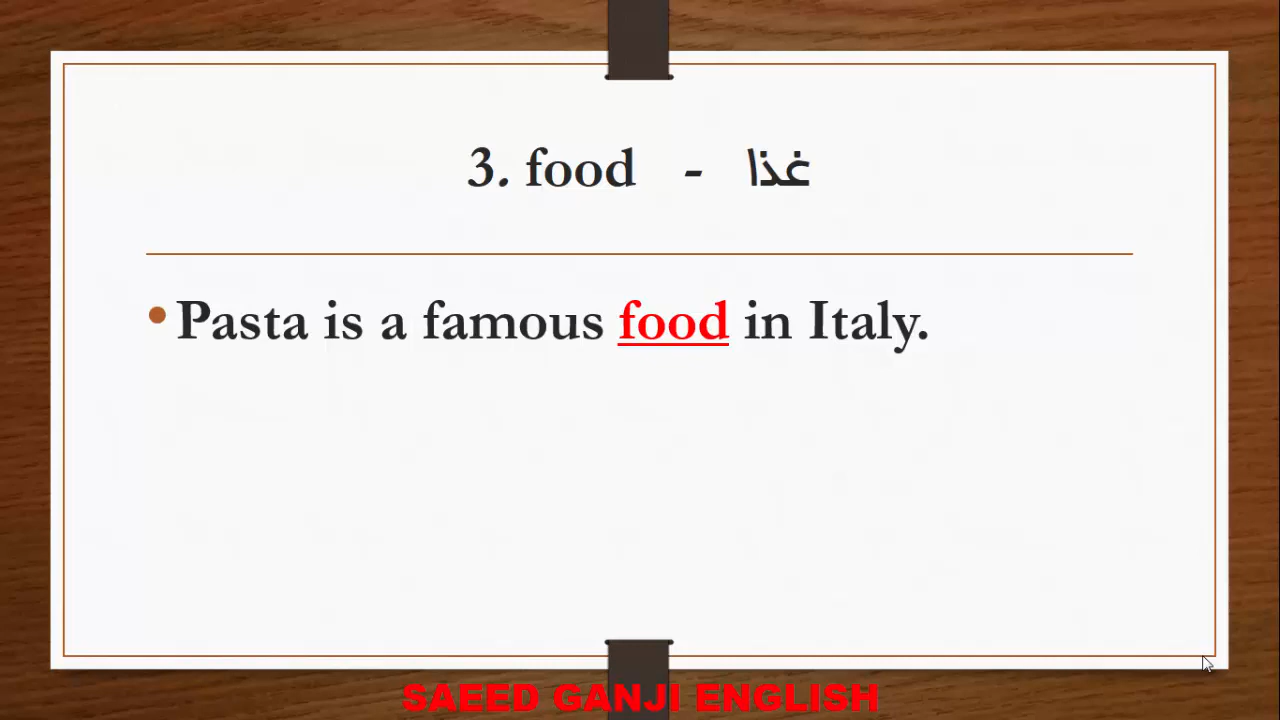 3. food - غذا
• Pasta is a famous food in Italy.
SAEED GANJI ENGLISH